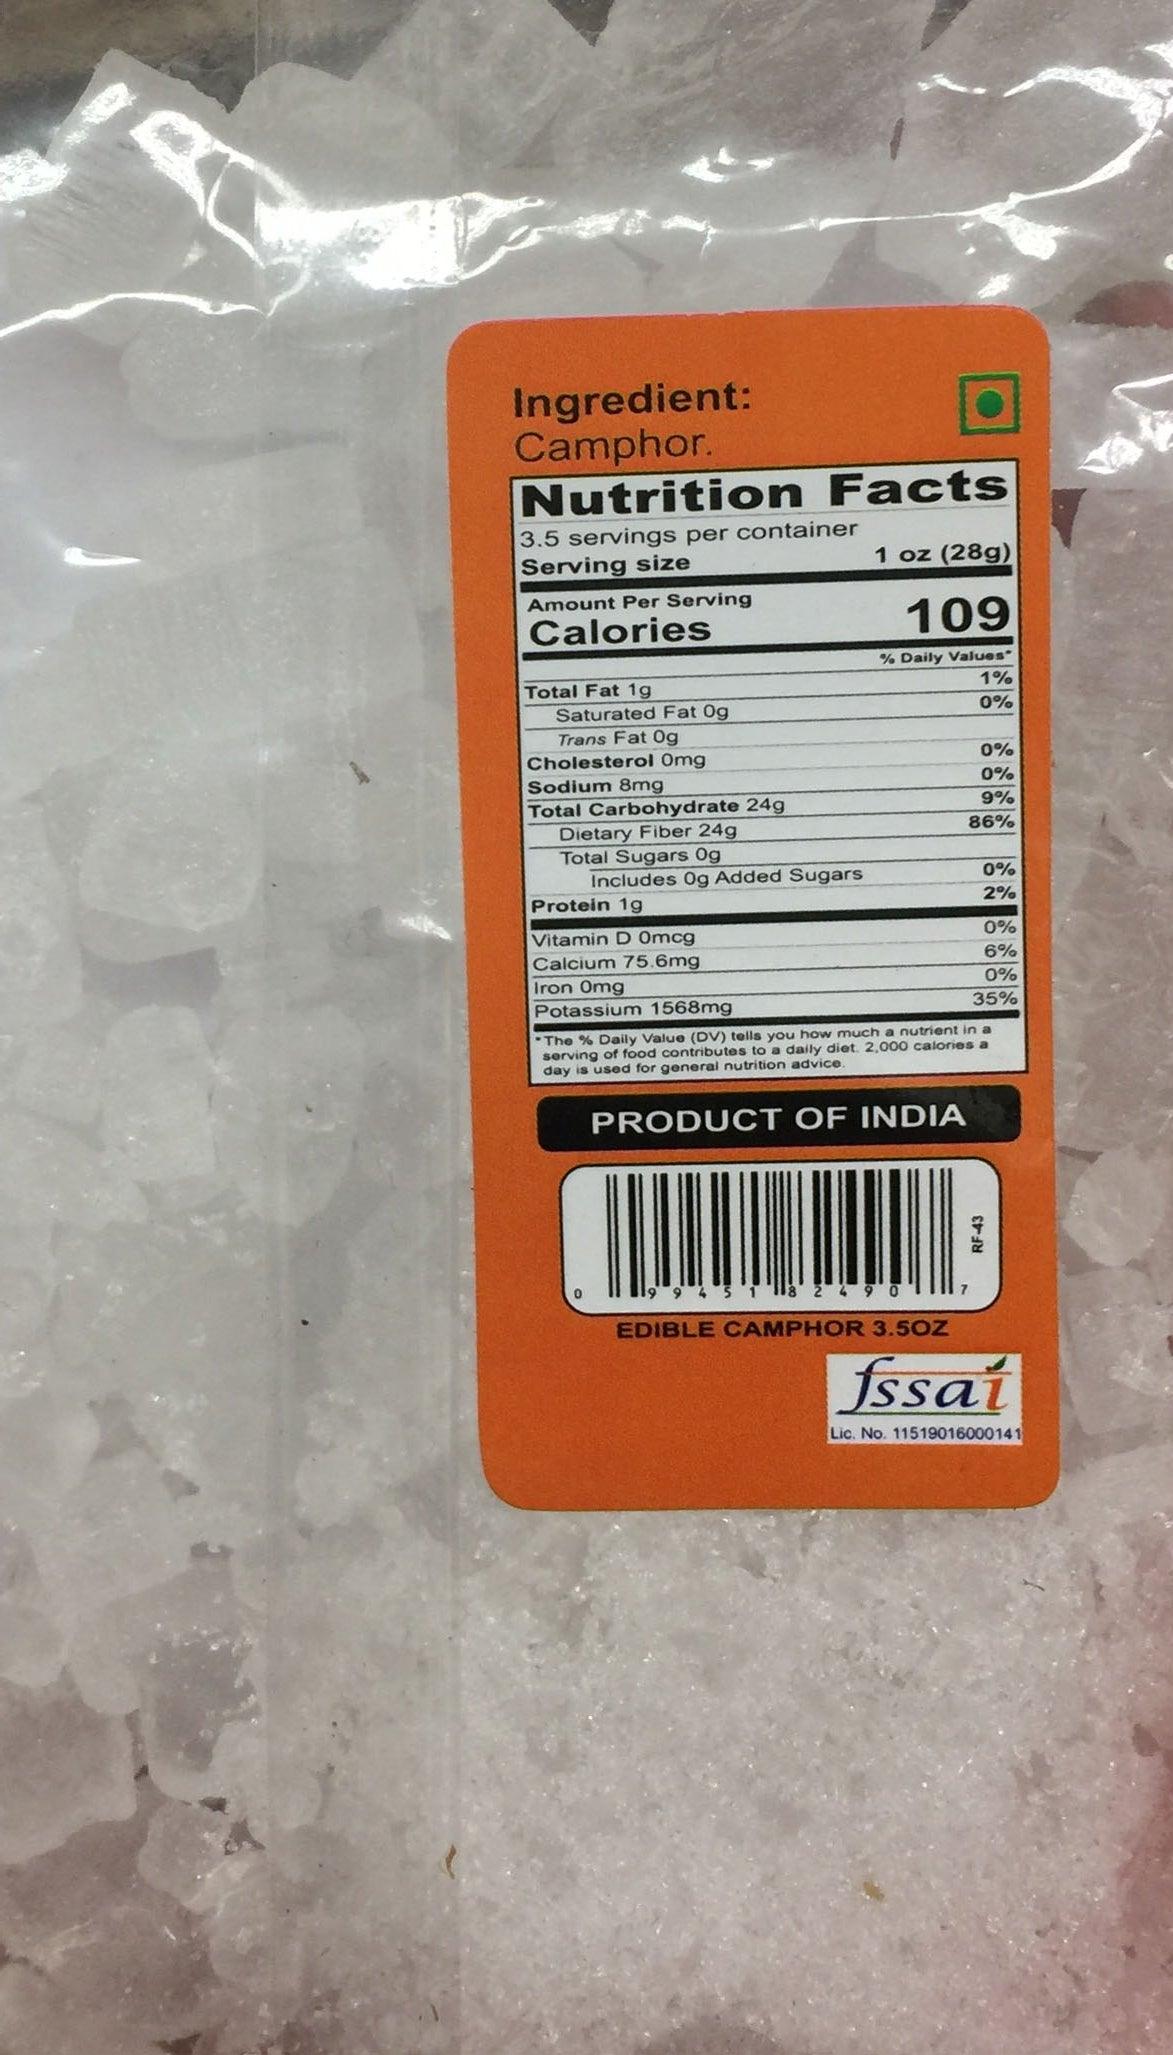 Ingredient:
Camphor.
Nutrition Facts
3.5 servings per container
Serving size 1 oz (28g)
Amount Per Serving
Calories 109
% Daily Values*
Total Fat 1g 1%
Saturated Fat 0g 0%
Trans Fat 0g
Cholesterol 0mg 0%
Sodium 8mg 0%
Total Carbohydrate 24g 9%
Dietary Fiber 24g 86%
Total Sugars 0g
Includes 0g Added Sugars 0%
Protein 1g 2%
Vitamin D 0mcg 0%
Calcium 75.6mg 6%
Iron 0mg 0%
Potassium 1568mg 35%
*The % Daily Value (DV) tells you how much a nutrient in a
serving of food contributes to a daily diet. 2,000 calories a
day is used for general nutrition advice.
PRODUCT OF INDIA
RF-43
0 99451 82490 7
EDIBLE CAMPHOR 3.5OZ
fssai
Lic. No. 11519016000141